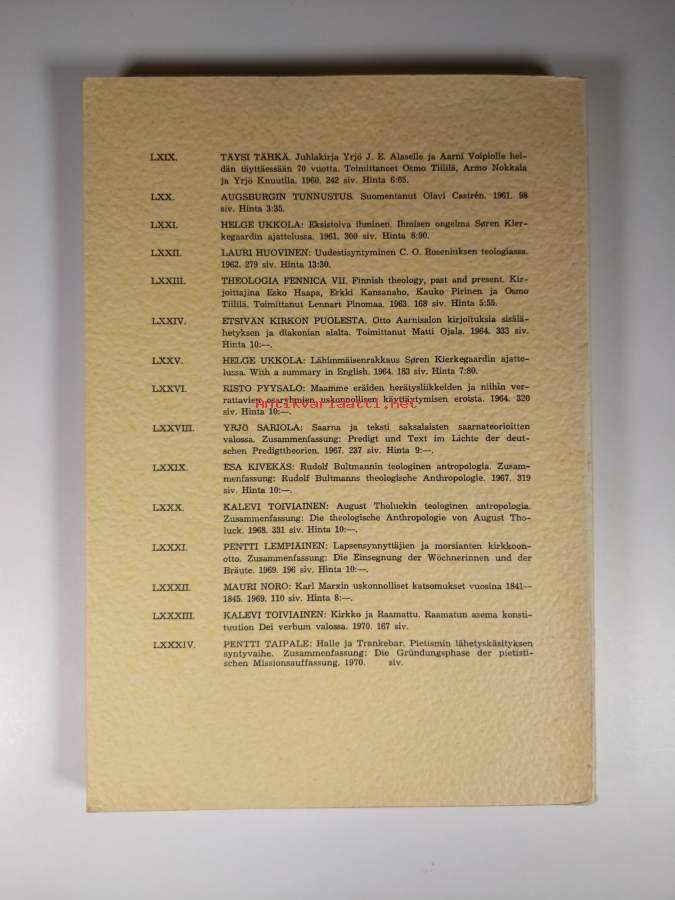 LXIX. TÄYSI TÄHKÄ. Juhlakirja Yrjö J. E. Alaselle ja Aarni Voipiolle hei-
dän täyttäessään 70 vuotta. Toimittaneet Osmo Tiililä, Armo Nokkala
ja Yrjö Knuutila. 1960. 242 siv. Hinta 6:65.
LXX. AUGSBURGIN TUNNUSTUS. Suomentanut Olavi Castrén. 1961. 98
siv. Hinta 3:35.
LXXI. HELGE UKKOLA: Eksistoiva ihminen. Ihmisen ongelma Søren Kier-
kegaardin ajattelussa. 1961. 300 siv. Hinta 8:90.
LXXII. LAURI HUOVINEN: Uudestisyntyminen C. O. Roseniuksen teologiassa.
1962. 279 siv. Hinta 13:30.
LXXIII. THEOLOGIA FENNICA VII. Finnish theology, past and present. Kir-
joittajina Esko Haapa, Erkki Kansanaho, Kauko Pirinen ja Osmo
Tiililä. Toimittanut Lennart Pinomaa. 1963. 168 siv. Hinta 5:55.
LXXIV. ETSIVÄN KIRKON PUOLESTA. Otto Aarnisalon kirjoituksia sisälä-
hetyksen ja diakonian alalta. Toimittanut Matti Ojala. 1964. 333 siv.
Hinta 10:—.
LXXV. HELGE UKKOLA: Lähimmäisenrakkaus Søren Kierkegaardin ajatte-
lussa. With a summary in English. 1964. 183 siv. Hinta 7:80.
LXXVI. RISTO PYYSALO: Maamme eräiden herätysliikkeiden ja niihin ver-
rattavien osaryhmien uskonnollisen käyttäytymisen eroista. 1964. 320
siv. Hinta 10:—.
Antikvariaatti.net
LXXVIII. YRJÖ SARIOLA: Saarna ja teksti saksalaisten saarnateorioitten
valossa. Zusammenfassung: Predigt und Text im Lichte der deut-
schen Predigttheorien. 1967. 237 siv. Hinta 9:—.
LXXIX. ESA KIVEKÄS: Rudolf Bultmannin teologinen antropologia. Zusam-
menfassung: Rudolf Bultmanns theologische Anthropologie. 1967. 319
siv. Hinta 10:—.
LXXX. KALEVI TOIVIAINEN: August Tholuckin teologinen antropologia.
Zusammenfassung: Die theologische Anthropologie von August Tho-
luck. 1968. 331 siv. Hinta 10:—.
LXXXI. PENTTI LEMPIÄINEN: Lapsensynnyttäjien ja morsianten kirkkoon-
otto. Zusammenfassung: Die Einsegnung der Wöchnerinnen und der
Bräute. 1969. 196 siv. Hinta 10:—.
LXXXII. MAURI NORO: Karl Marxin uskonnolliset katsomukset vuosina 1841—
1845. 1969. 110 siv. Hinta 8:—.
LXXXIII. KALEVI TOIVIAINEN: Kirkko ja Raamattu. Raamatun asema konsti-
tuution Dei verbum valossa. 1970. 167 siv.
LXXXIV. PENTTI TAIPALE: Halle ja Trankebar. Pietismin lähetyskäsityksen
syntyvaihe. Zusammenfassung: Die Gründungsphase der pietisti-
schen Missionsauffassung. 1970. siv.